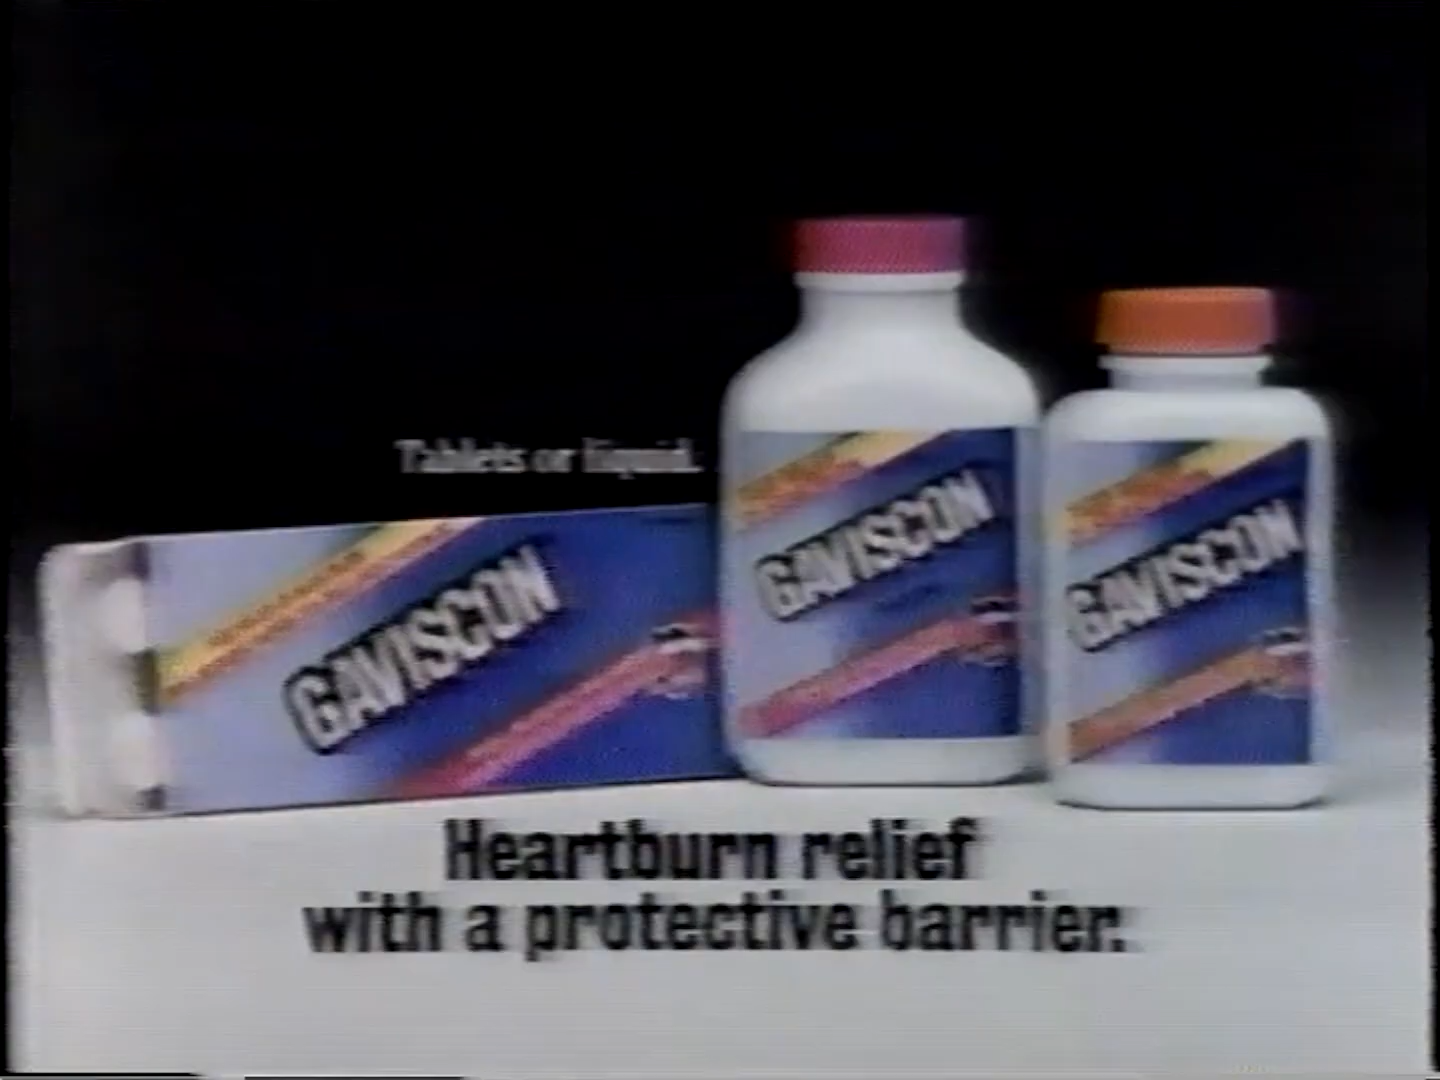 Tablets or liquid.
GAVISCON
GAVISCON
GAVISCON
Heartburn relief
with a protective barrier.